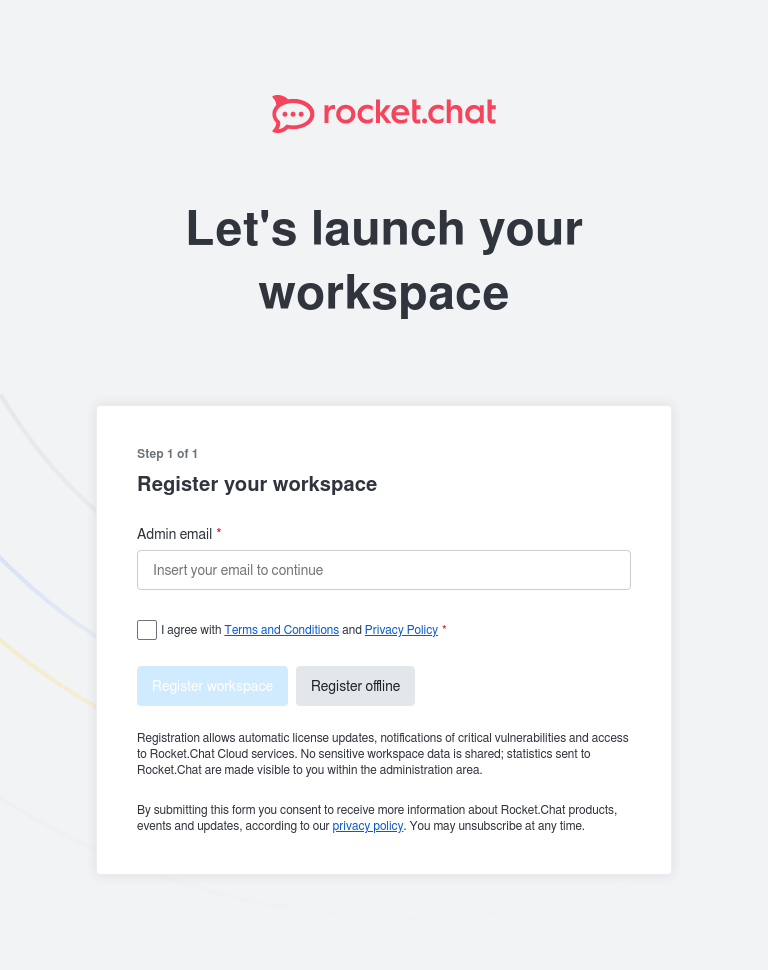 rocket.chat
Let's launch your
workspace
Step 1 of 1
Register your workspace
Admin email *
Insert your email to continue
I agree with Terms and Conditions and Privacy Policy *
Register workspace
Register offline
Registration allows automatic license updates, notifications of critical vulnerabilities and access
to Rocket.Chat Cloud services. No sensitive workspace data is shared; statistics sent to
Rocket.Chat are made visible to you within the administration area.
By submitting this form you consent to receive more information about Rocket.Chat products,
events and updates, according to our privacy policy. You may unsubscribe at any time.